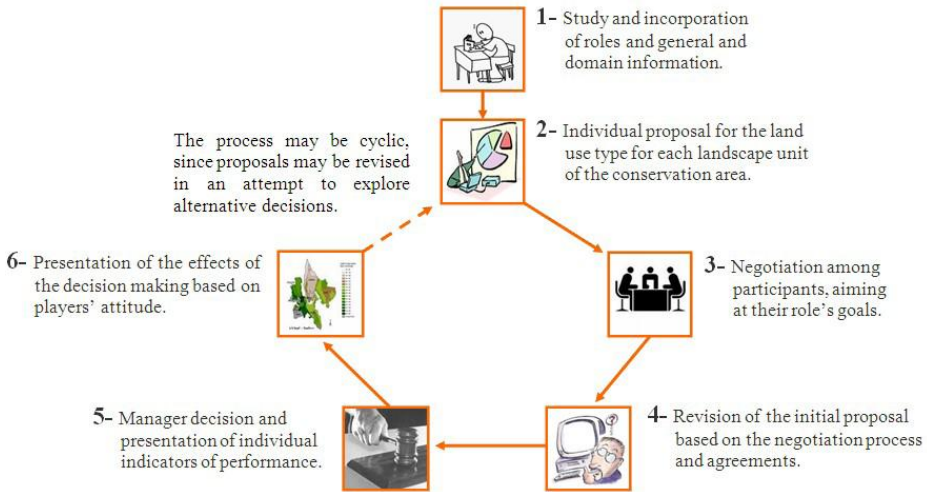 1- Study and incorporation
of roles and general and
domain information.
2- Individual proposal for the land
use type for each landscape unit
of the conservation area.
The process may be cyclic,
since proposals may be revised
in an attempt to explore
alternative decisions.
3- Negotiation among
participants, aiming
at their role's goals.
4- Revision of the initial proposal
based on the negotiation process
and agreements.
5- Manager decision and
presentation of individual
indicators of performance.
6- Presentation of the effects of
the decision making based on
players' attitude.
?